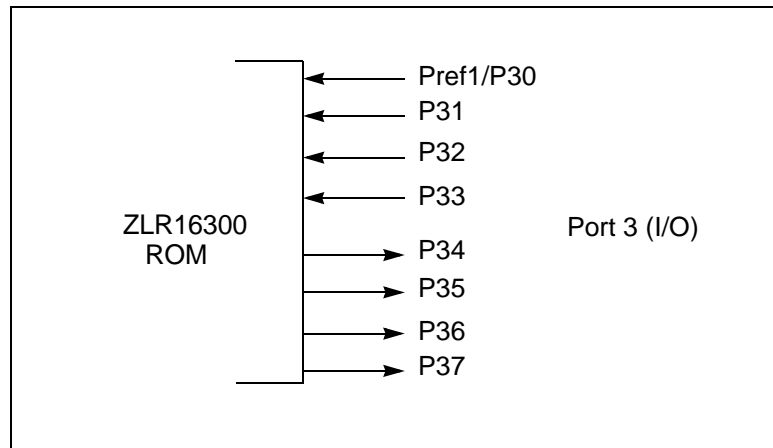 Pref1/P30
P31
P32
P33
ZLR16300
ROM
Port 3 (I/O)
P34
P35
P36
P37